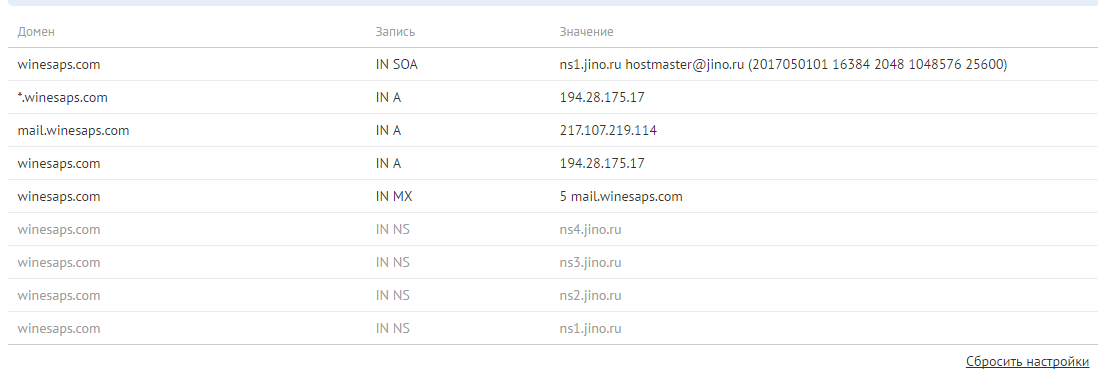 Домен Запись Значение
winesaps.com IN SOA ns1.jino.ru hostmaster@jino.ru (2017050101 16384 2048 1048576 25600)
*.winesaps.com IN A 194.28.175.17
mail.winesaps.com IN A 217.107.219.114
winesaps.com IN A 194.28.175.17
winesaps.com IN MX 5 mail.winesaps.com
winesaps.com IN NS ns4.jino.ru
winesaps.com IN NS ns3.jino.ru
winesaps.com IN NS ns2.jino.ru
winesaps.com IN NS ns1.jino.ru
Сбросить настройки